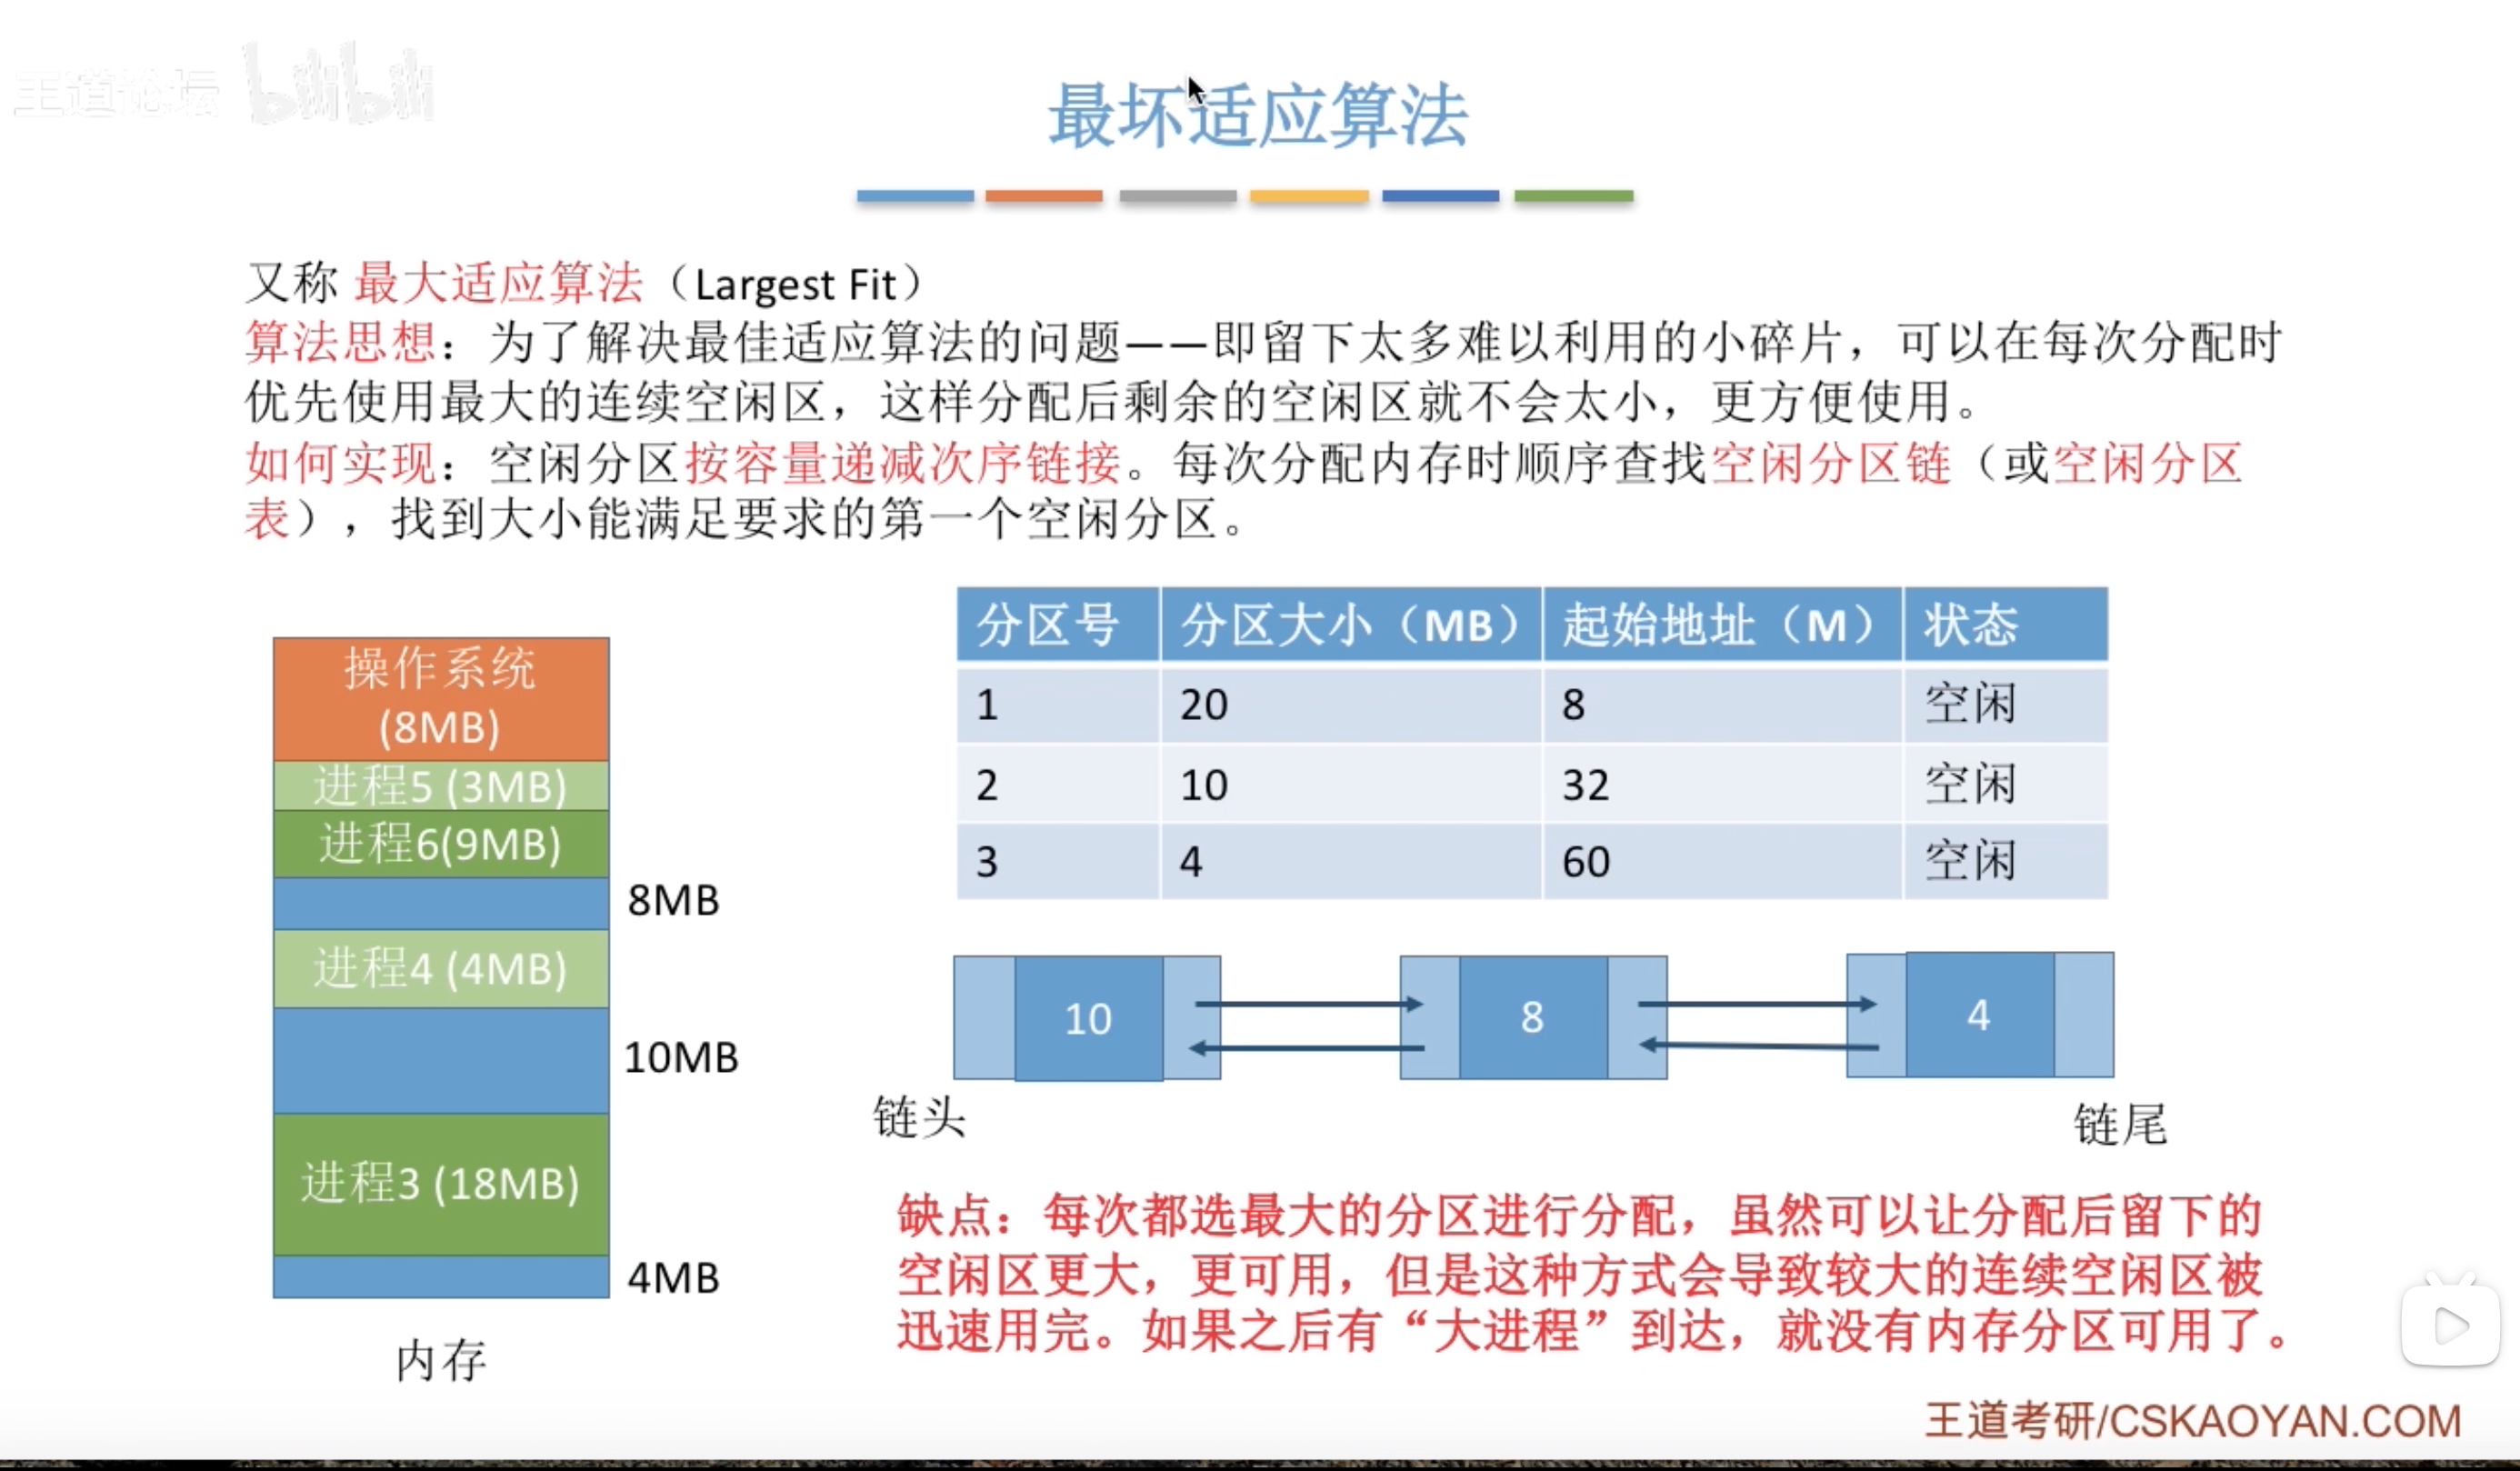 王道论坛 bilibili
最坏适应算法
又称 最大适应算法（Largest Fit）
算法思想：为了解决最佳适应算法的问题——即留下太多难以利用的小碎片，可以在每次分配时
优先使用最大的连续空闲区，这样分配后剩余的空闲区就不会太小，更方便使用。
如何实现：空闲分区按容量递减次序链接。每次分配内存时顺序查找空闲分区链（或空闲分区
表），找到大小能满足要求的第一个空闲分区。
操作系统
(8MB)
进程5 (3MB)
进程6(9MB)
8MB
进程4 (4MB)
10MB
进程3 (18MB)
4MB
内存
分区号 分区大小（MB） 起始地址（M） 状态
1 20 8 空闲
2 10 32 空闲
3 4 60 空闲
10 8 4
链头 链尾
缺点：每次都选最大的分区进行分配，虽然可以让分配后留下的
空闲区更大，更可用，但是这种方式会导致较大的连续空闲区被
迅速用完。如果之后有“大进程”到达，就没有内存分区可用了。
王道考研/CSKAOYAN.COM